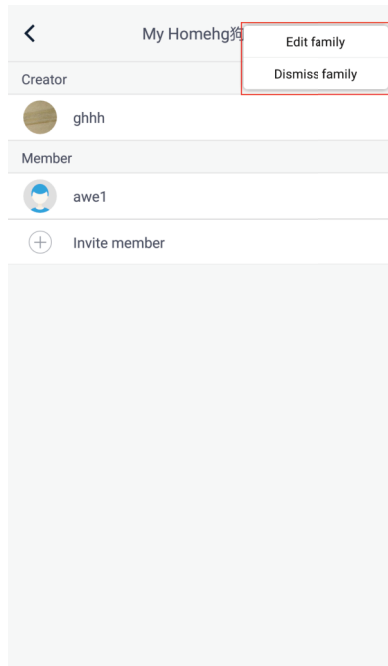 My Homehg狗
Edit family
Dismiss family
Creator
ghhh
Member
awe1
Invite member